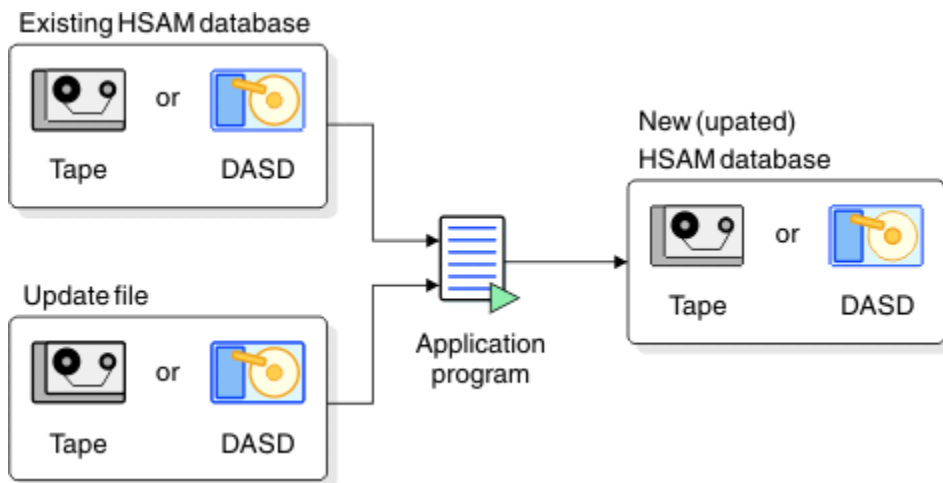 Existing HSAM database
or
Tape
DASD
Update file
or
Tape
DASD
Application
program
New (upated)
HSAM database
or
Tape
DASD